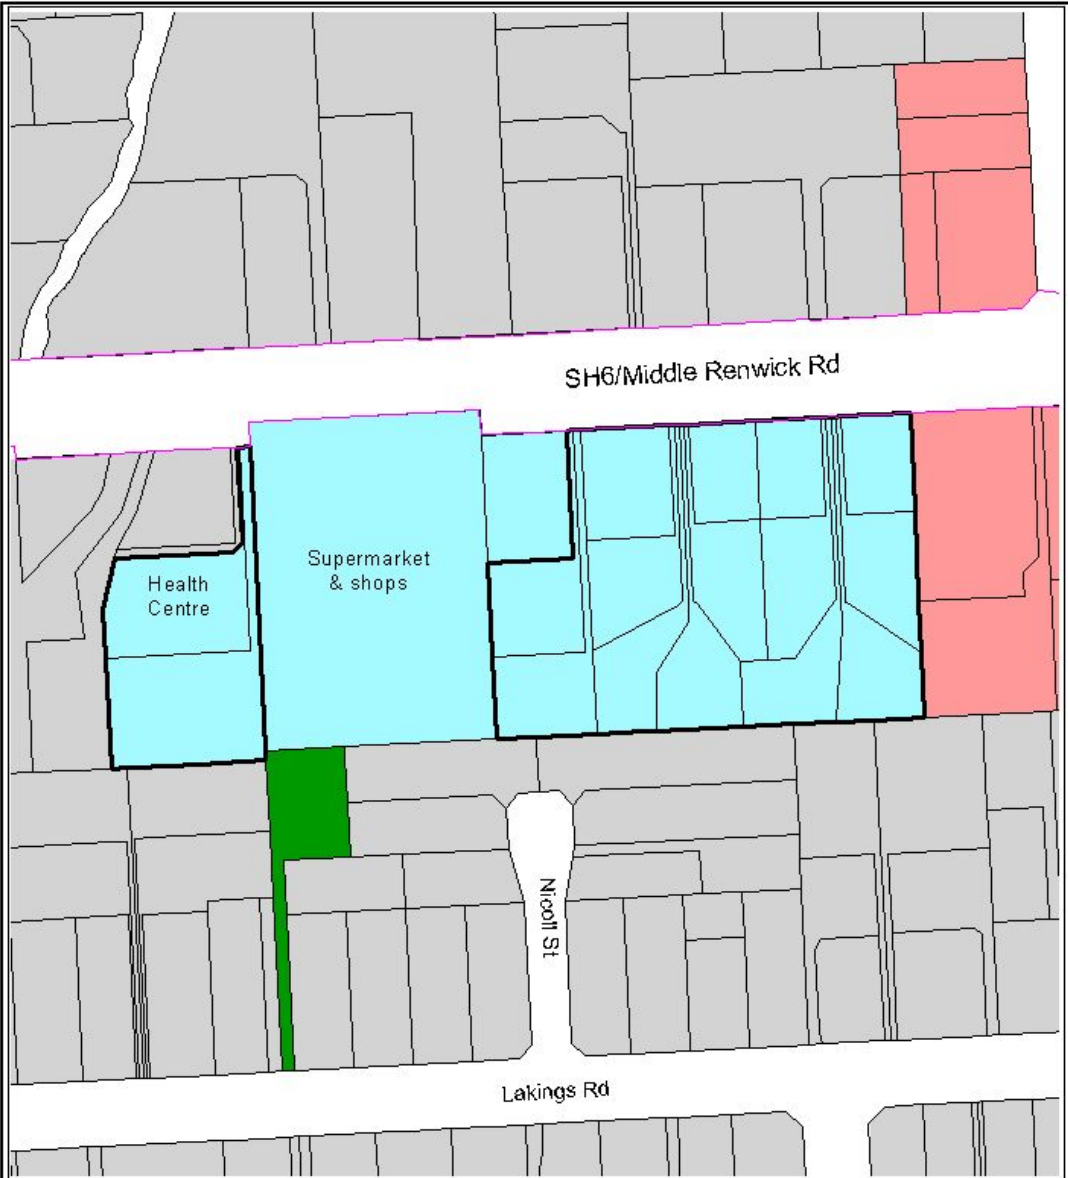 SH6/Middle Renwick Rd
Supermarket
& shops
Health
Centre
Nicoll St
Lakings Rd